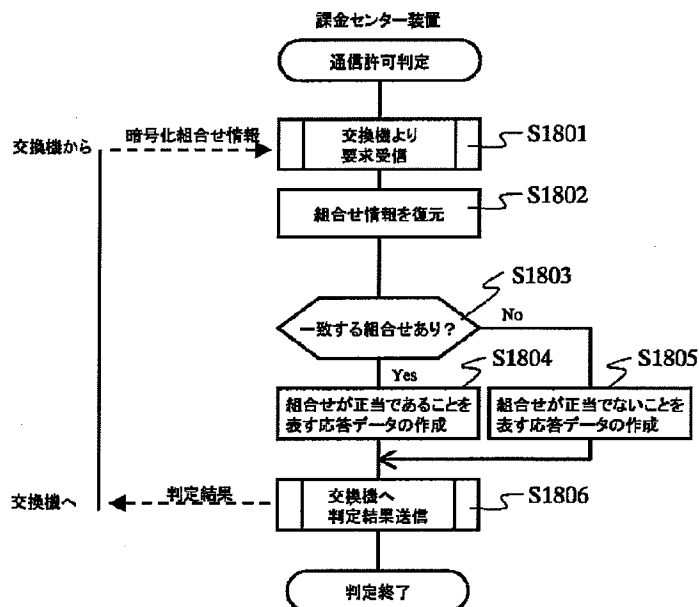 課金センター装置
通信許可判定
交換機から
暗号化組合せ情報
交換機より
要求受信
S1801
組合せ情報を復元
S1802
一致する組合せあり?
S1803
No
Yes
S1804
S1805
組合せが正当であることを
表す応答データの作成
組合せが正当でないことを
表す応答データの作成
交換機へ
判定結果
交換機へ
判定結果送信
S1806
判定終了